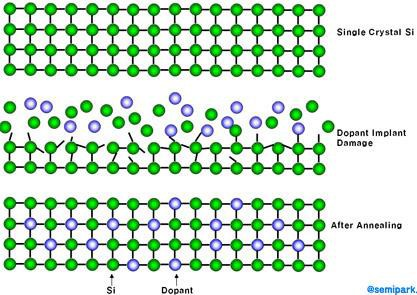 Single Crystal Si
Dopant Implant
Damage
After Annealing
Si
Dopant
@semipark.